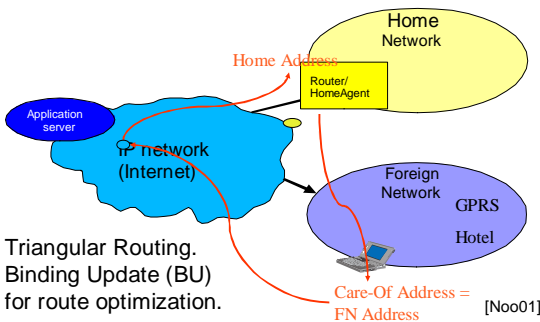 Home
Network
Home Address
Router/
HomeAgent
Application
server
IP network
(Internet)
Foreign
Network
GPRS
Hotel
Triangular Routing.
Binding Update (BU)
for route optimization.
Care-Of Address =
FN Address
[Noo01]